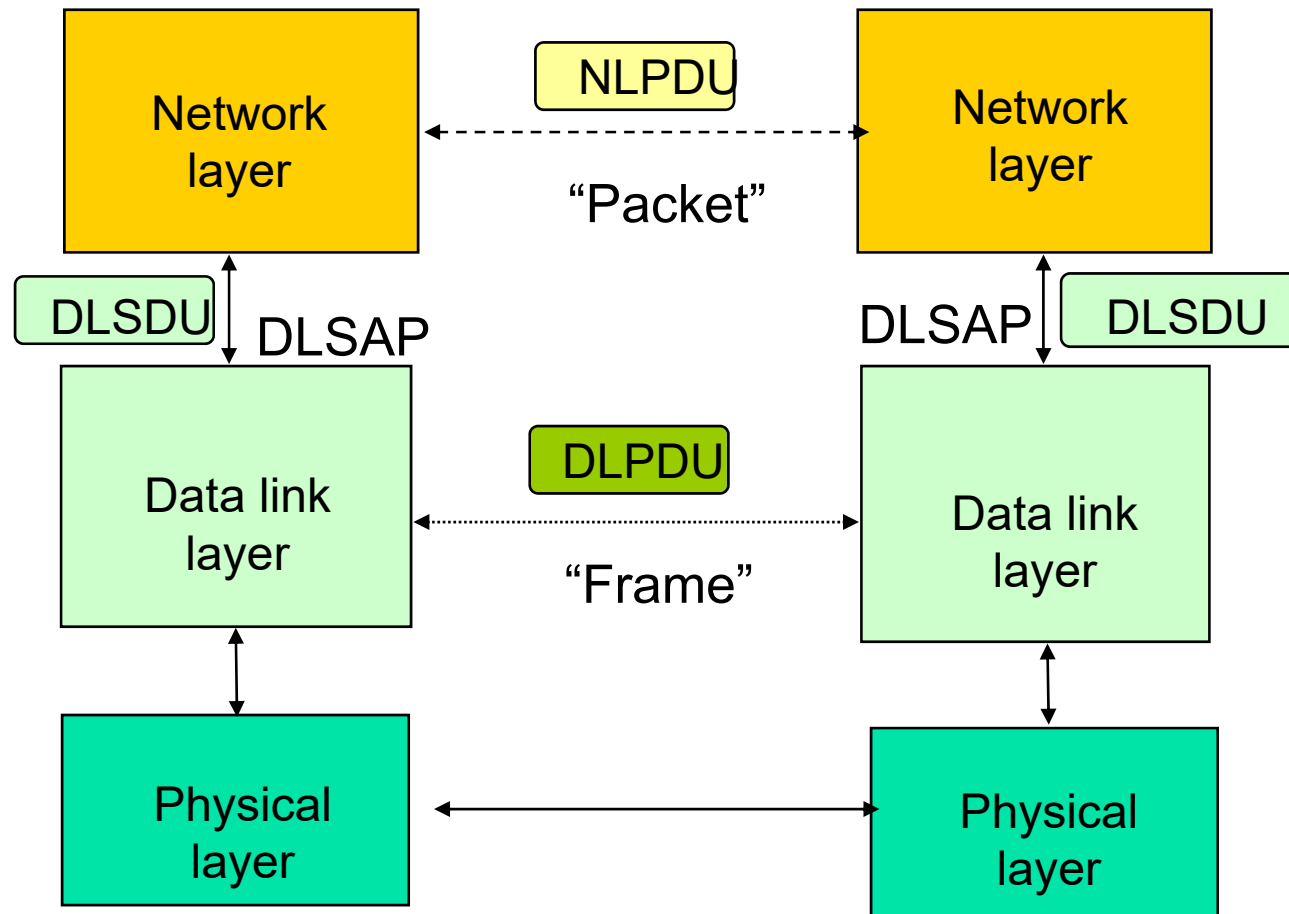 NLPDU
Network
layer
Network
layer
“Packet”
DLSDU
DLSAP
DLSAP
DLSDU
DLPDU
Data link
layer
Data link
layer
“Frame”
Physical
layer
Physical
layer